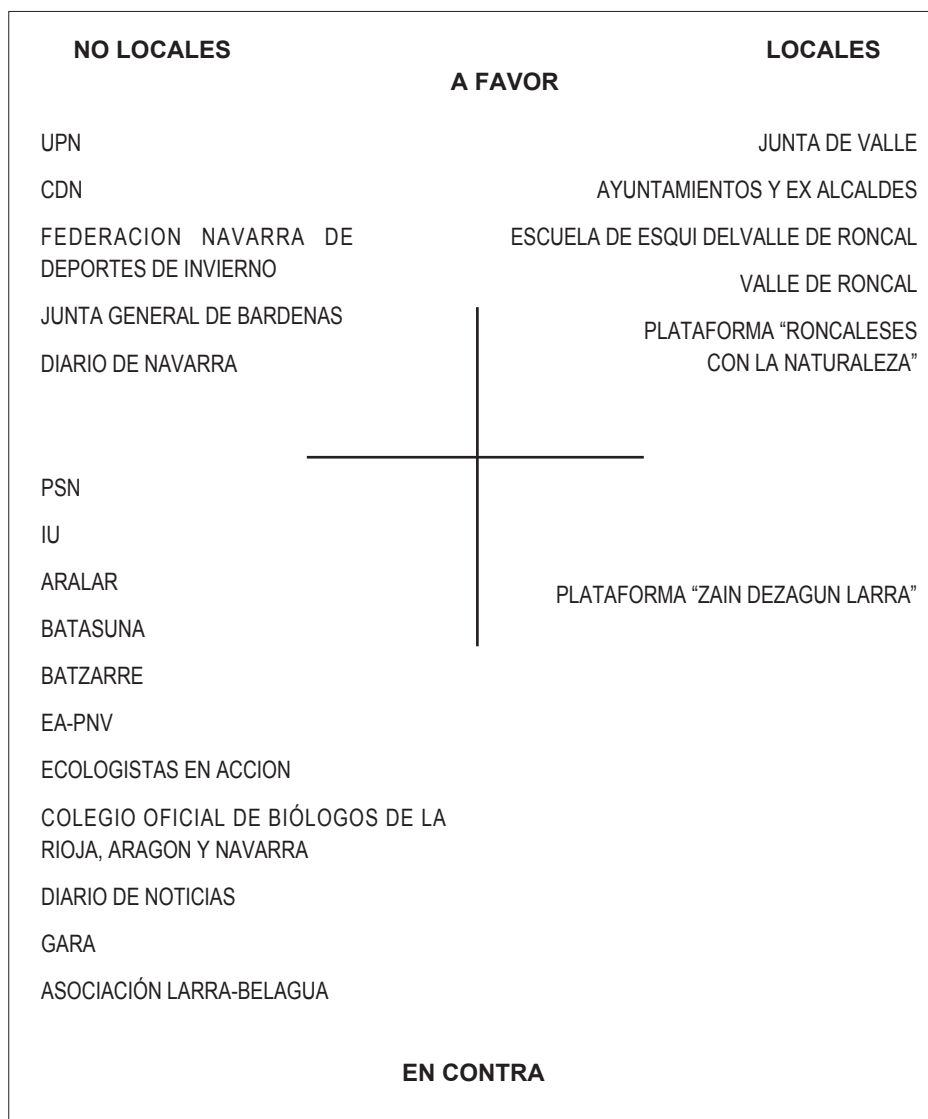 NO LOCALES
LOCALES
A FAVOR
UPN
CDN
FEDERACION NAVARRA DE
DEPORTES DE INVIERNO
JUNTA GENERAL DE BARDENAS
DIARIO DE NAVARRA
JUNTA DE VALLE
AYUNTAMIENTOS Y EX ALCALDES
ESCUELA DE ESQUI DELVALLE DE RONCAL
VALLE DE RONCAL
PLATAFORMA “RONCALESES
CON LA NATURALEZA”
PSN
IU
ARALAR
BATASUNA
BATZARRE
EA-PNV
ECOLOGISTAS EN ACCION
COLEGIO OFICIAL DE BIÓLOGOS DE LA
RIOJA, ARAGON Y NAVARRA
DIARIO DE NOTICIAS
GARA
ASOCIACIÓN LARRA-BELAGUA
PLATAFORMA “ZAIN DEZAGUN LARRA”
EN CONTRA